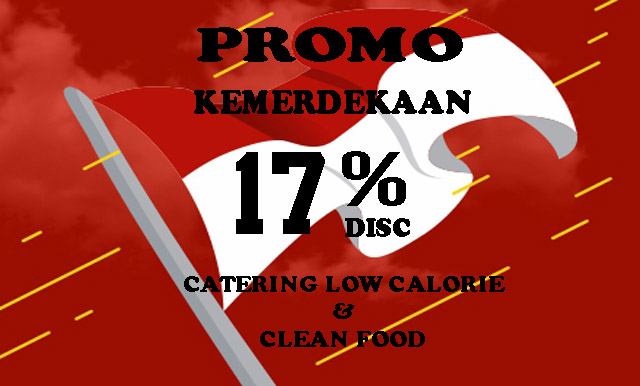 PROMO
KEMERDEKAAN
17%
DISC
CATERING LOW CALORIE
&
CLEAN FOOD